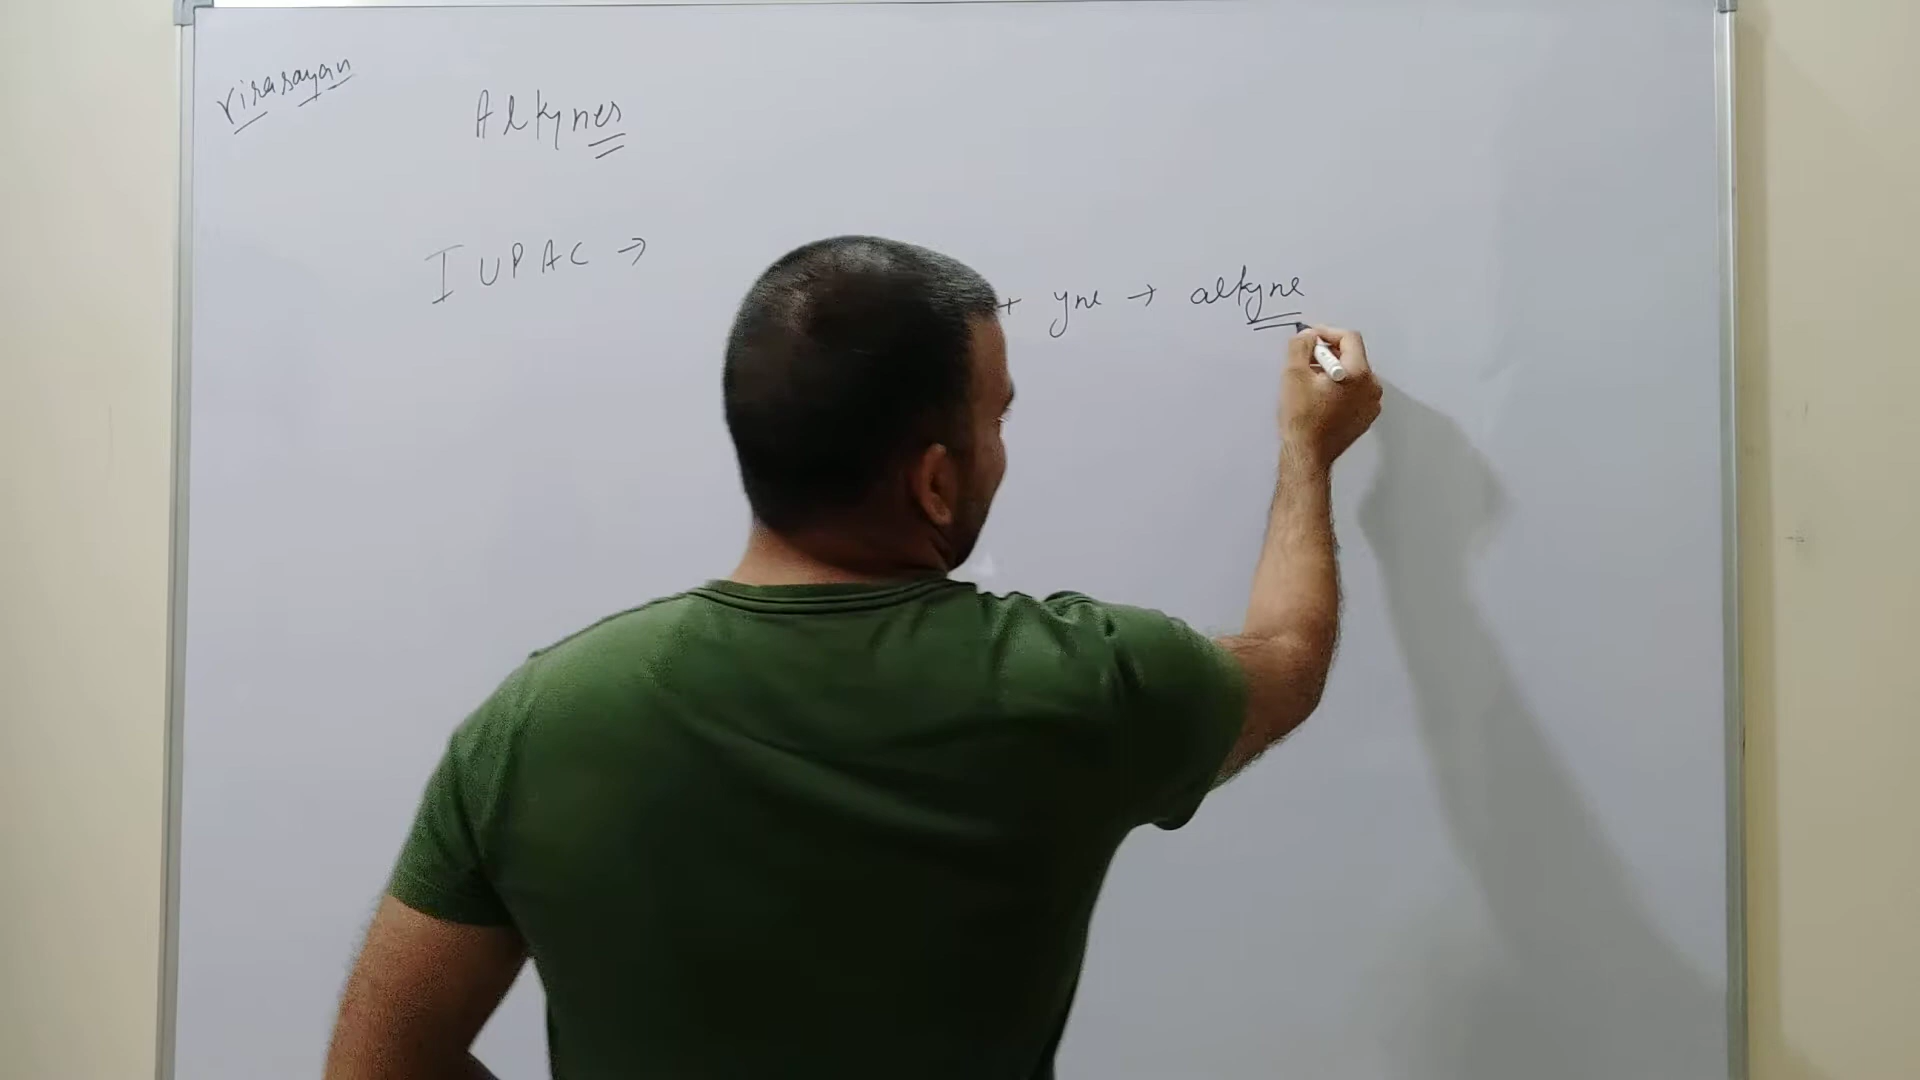 virasayan
Alkynes
IUPAC →
+ yne → alkyne